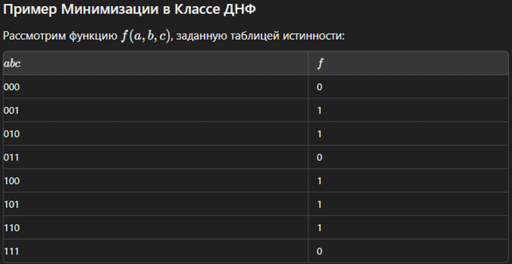 Пример Минимизации в Классе ДНФ
Рассмотрим функцию f(a, b, c), заданную таблицей истинности:
abc f
000 0
001 1
010 1
011 0
100 1
101 1
110 1
111 0